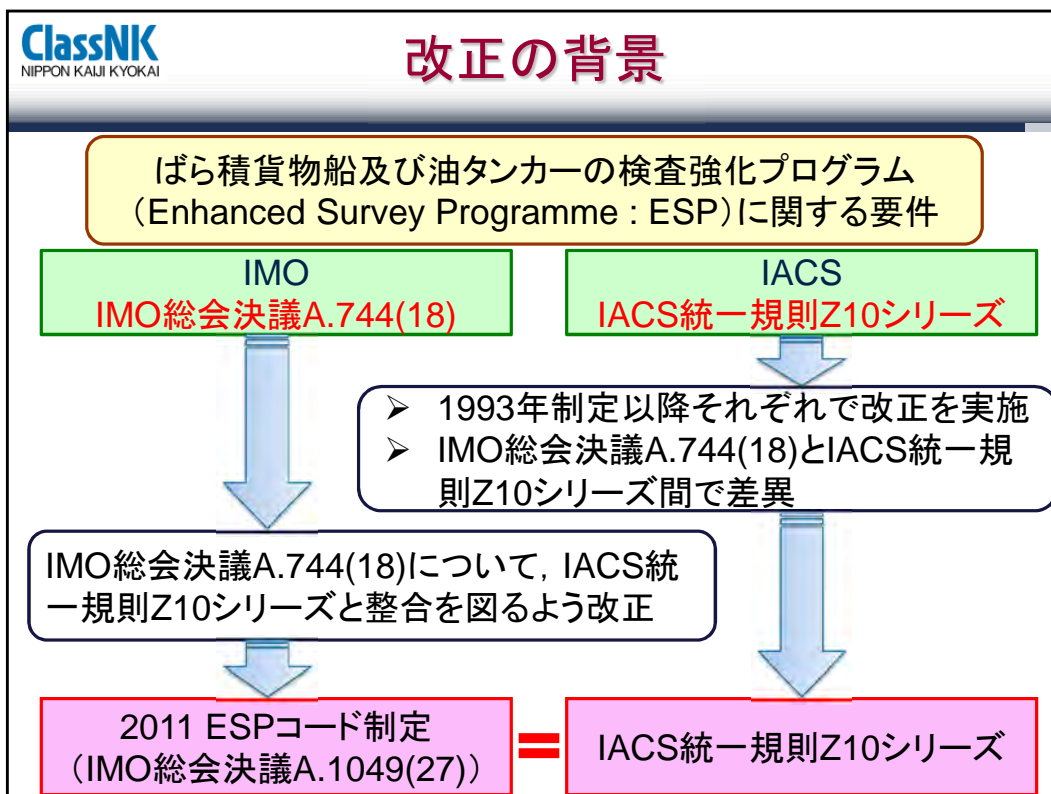 ClassNK
NIPPON KAIJI KYOKAI
改正の背景
ばら積貨物船及び油タンカーの検査強化プログラム
（Enhanced Survey Programme : ESP）に関する要件
IMO
IMO総会決議A.744(18)
IACS
IACS統一規則Z10シリーズ
➢ 1993年制定以降それぞれで改正を実施
➢ IMO総会決議A.744(18)とIACS統一規
則Z10シリーズ間で差異
IMO総会決議A.744(18)について，IACS統
一規則Z10シリーズと整合を図るよう改正
2011 ESPコード制定
（IMO総会決議A.1049(27)）
=
IACS統一規則Z10シリーズ